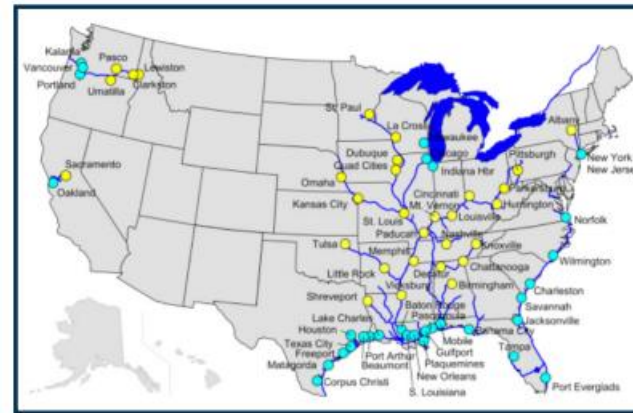 Kalama
Vancouver
Portland
Pasco
Lewiston
Umatilla
Clarkston
St. Paul
La Crosse
Milwaukee
Chicago
Indiana Hbr
Dubuque
Quad Cities
Albany
New York
New Jersey
Pittsburgh
Sacramento
Oakland
Omaha
Kansas City
St. Louis
Cincinnati
Mt. Vernon
Louisville
Parkersburg
Huntington
Norfolk
Paducah
Nashville
Knoxville
Wilmington
Tulsa
Memphis
Decatur
Chattanooga
Little Rock
Vicksburg
Birmingham
Charleston
Shreveport
Baton Rouge
Pascagoula
Savannah
Lake Charles
Jacksonville
Houston
Mobile
Panama City
Texas City
Gulfport
Tampa
Freeport
Port Arthur
Plaquemines
Matagorda
Beaumont
New Orleans
S. Louisiana
Corpus Christi
Port Everglads